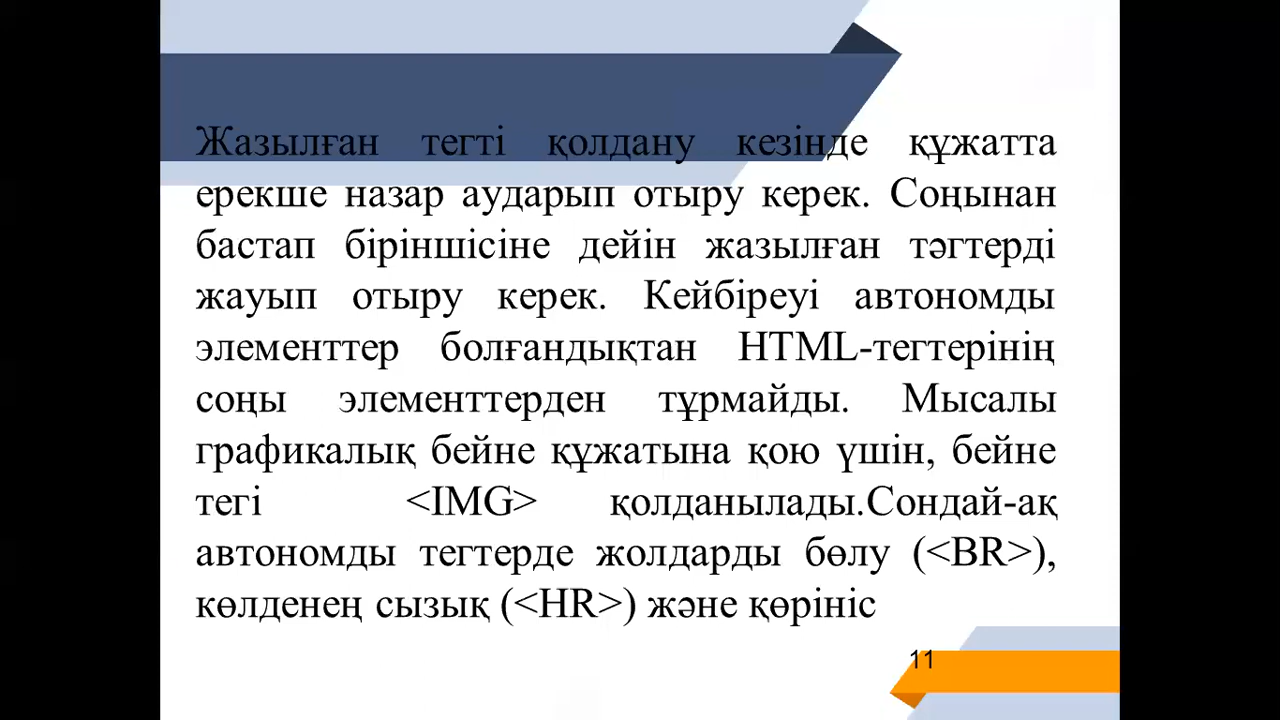 Жазылған тегті қолдану кезінде құжатта
ерекше назар аударып отыру керек. Соңынан
бастап біріншісіне дейін жазылған тәгтерді
жауып отыру керек. Кейбіреуі автономды
элементтер болғандықтан HTML-тегтерінің
соңы элементтерден тұрмайды. Мысалы
графикалық бейне құжатына қою үшін, бейне
тегі <IMG> қолданылады.Сондай-ақ
автономды тегтерде жолдарды бөлу (<BR>),
көлденең сызық (<HR>) және қөрініс
11